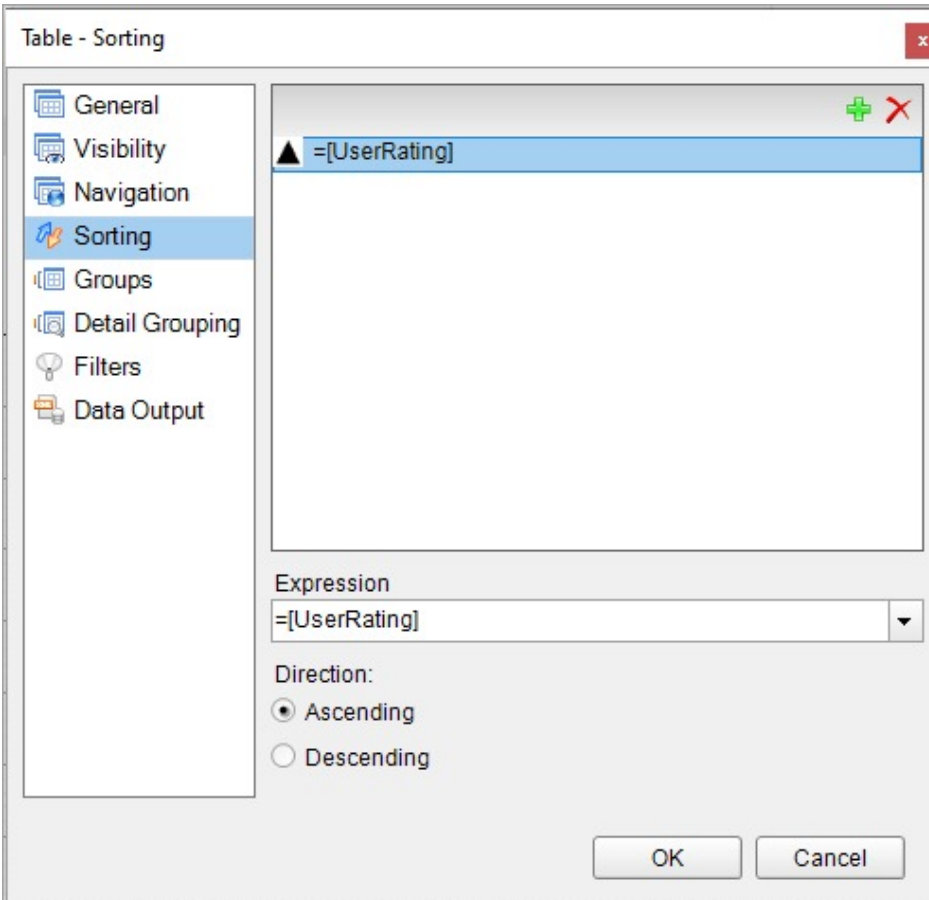 Table - Sorting
General
Visibility
Navigation
Sorting
Groups
Detail Grouping
Filters
Data Output
=[UserRating]
Expression
=[UserRating]
Direction:
Ascending
Descending
OK
Cancel